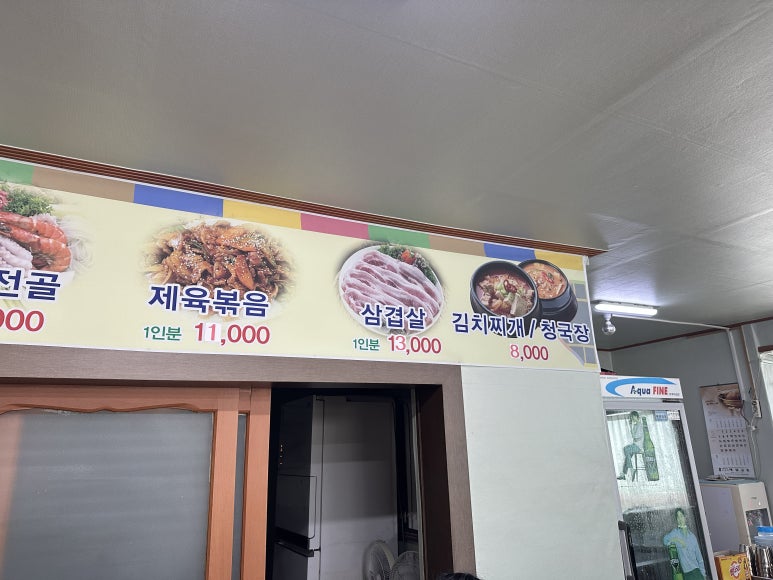 전골
000
제육볶음
1인분 11,000
삼겹살
1인분 13,000
김치찌개 / 청국장
8,000
A-qua FINE